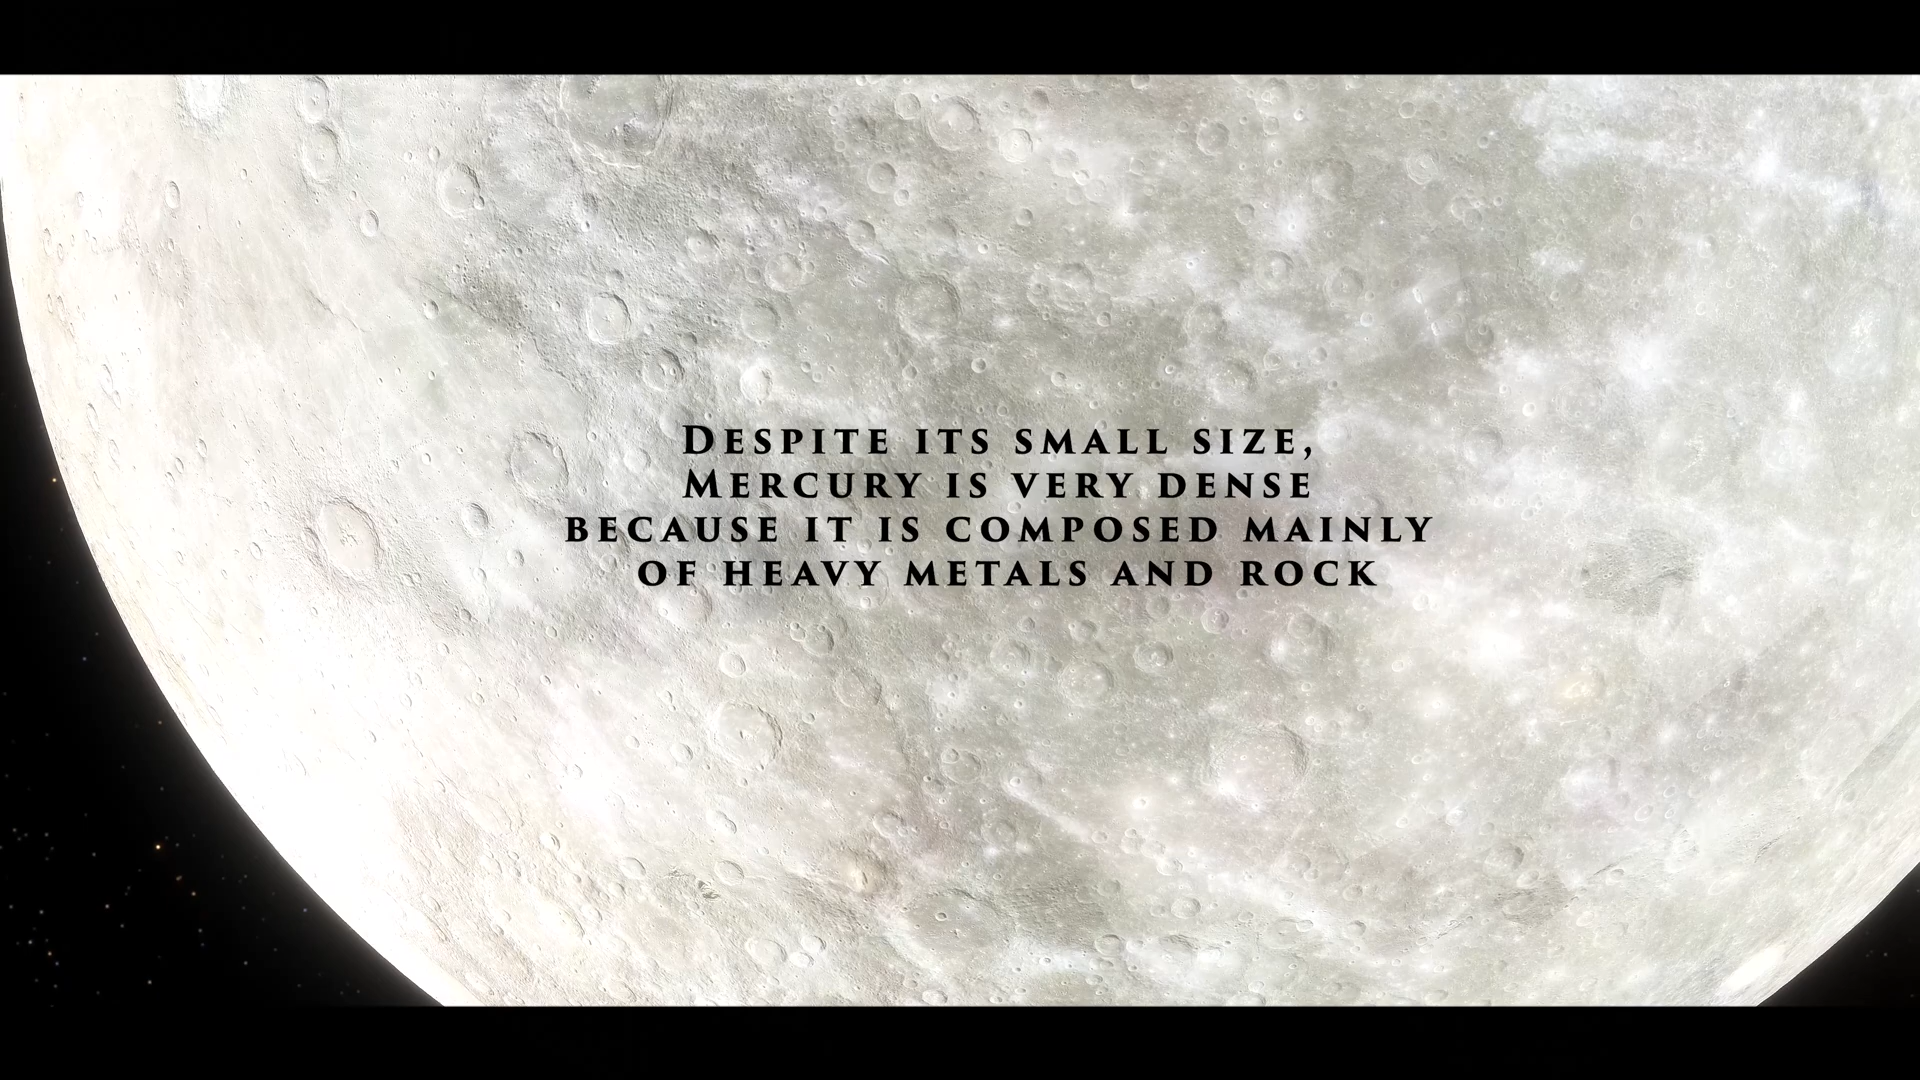 Despite its small size,
Mercury is very dense
because it is composed mainly
of heavy metals and rock